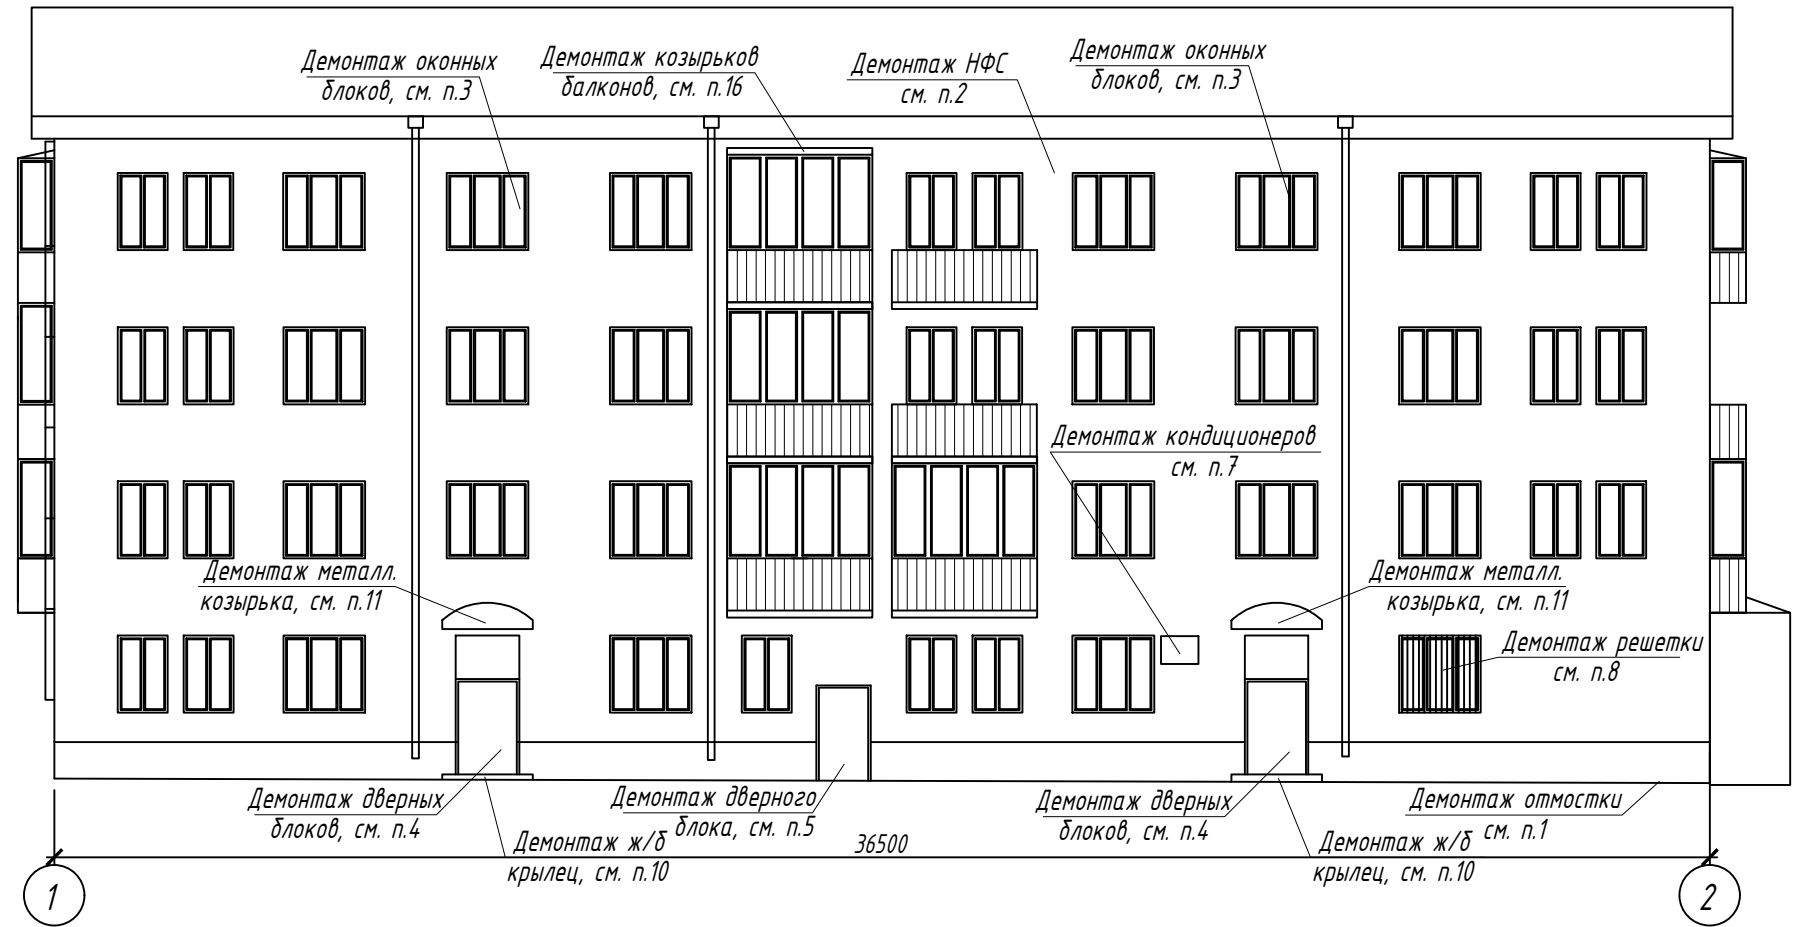 Демонтаж оконных
блоков, см. п.3
Демонтаж козырьков
балконов, см. п.16
Демонтаж НФС
см. п.2
Демонтаж оконных
блоков, см. п.3
Демонтаж кондиционеров
см. п.7
Демонтаж металл.
козырька, см. п.11
Демонтаж металл.
козырька, см. п.11
Демонтаж решетки
см. п.8
Демонтаж дверных
блоков, см. п.4
Демонтаж дверного
блока, см. п.5
Демонтаж дверных
блоков, см. п.4
Демонтаж отмостки
см. п.1
Демонтаж ж/б
крылец, см. п.10
36500
Демонтаж ж/б
крылец, см. п.10
1
2